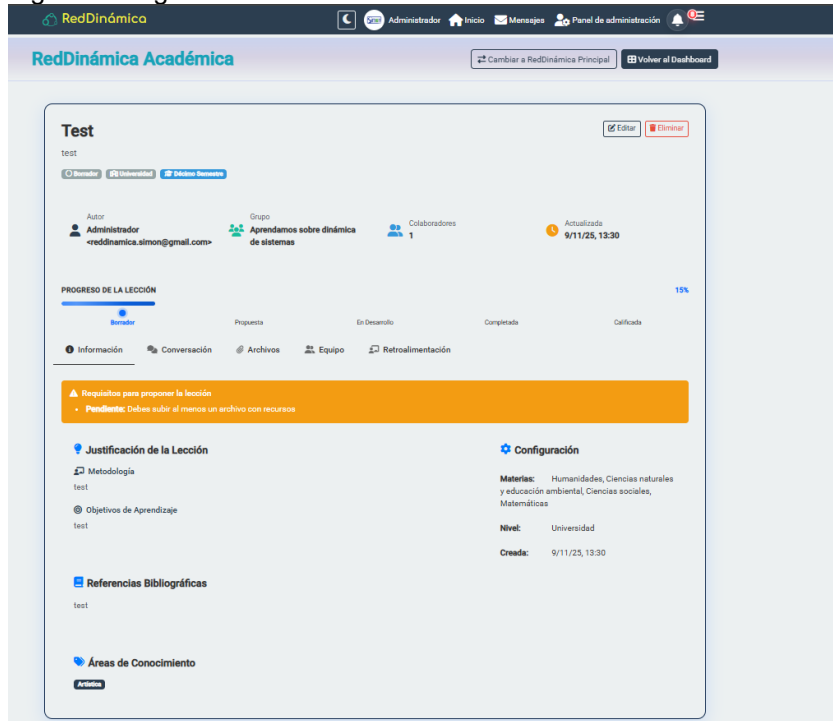 RedDinámica
Administrador Inicio Mensajes Panel de administración
RedDinámica Académica
Cambiar a RedDinámica Principal Volver al Dashboard
Test
Editar Eliminar
test
Borrador Universidad Décimo Semestre
Autor
Administrador
<reddinamica.simon@gmail.com>
Grupo
Aprendamos sobre dinámica
de sistemas
Colaboradores
1
Actualizada
9/11/25, 13:30
PROGRESO DE LA LECCIÓN 15%
Borrador Propuesta En Desarrollo Completada Calificada
Información Conversación Archivos Equipo Retroalimentación
Requisitos para proponer la lección
Pendiente: Debes subir al menos un archivo con recursos
Justificación de la Lección
Metodología
test
Objetivos de Aprendizaje
test
Configuración
Materias: Humanidades, Ciencias naturales
y educación ambiental, Ciencias sociales,
Matemáticas
Nivel: Universidad
Creada: 9/11/25, 13:30
Referencias Bibliográficas
test
Áreas de Conocimiento
Artística